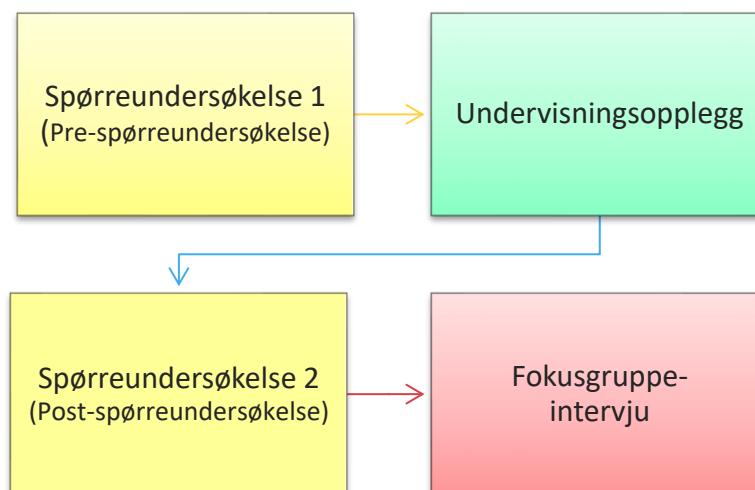 Spørreundersøkelse 1
(Pre-spørreundersøkelse)
Undervisningsopplegg
Spørreundersøkelse 2
(Post-spørreundersøkelse)
Fokusgruppe-
intervju